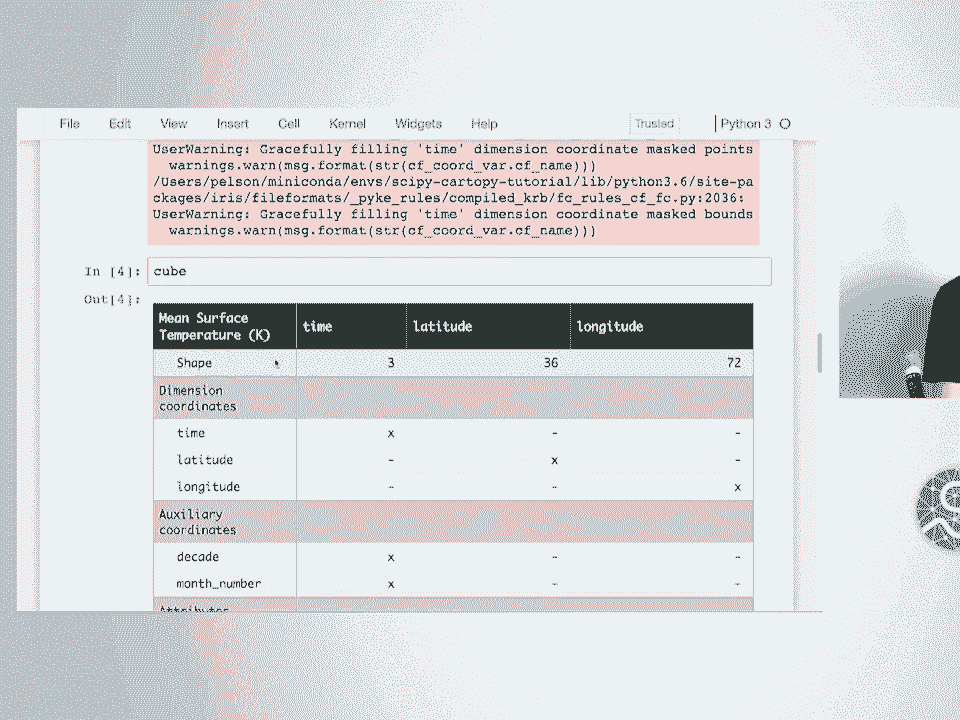 File Edit View Insert Cell Kernel Widgets Help Trusted Python 3
UserWarning: Gracefully filling 'time' dimension coordinate masked points
warnings.warn(msg.format(str(cf_coord_var.cf_name)))
/Users/pelson/miniconda/envs/scipy-cartopy-tutorial/lib/python3.6/site-pa
ckages/iris/fileformats/_pyke_rules/compiled_krb/fc_rules_cf_fc.py:2036:
UserWarning: Gracefully filling 'time' dimension coordinate masked bounds
warnings.warn(msg.format(str(cf_coord_var.cf_name)))
In [4]: cube
Out[4]:
Mean Surface
Temperature (K) time latitude longitude
Shape 3 36 72
Dimension
coordinates
time x - -
latitude - x -
longitude - - x
Auxiliary
coordinates
decade x - -
month_number x - -
Attributes